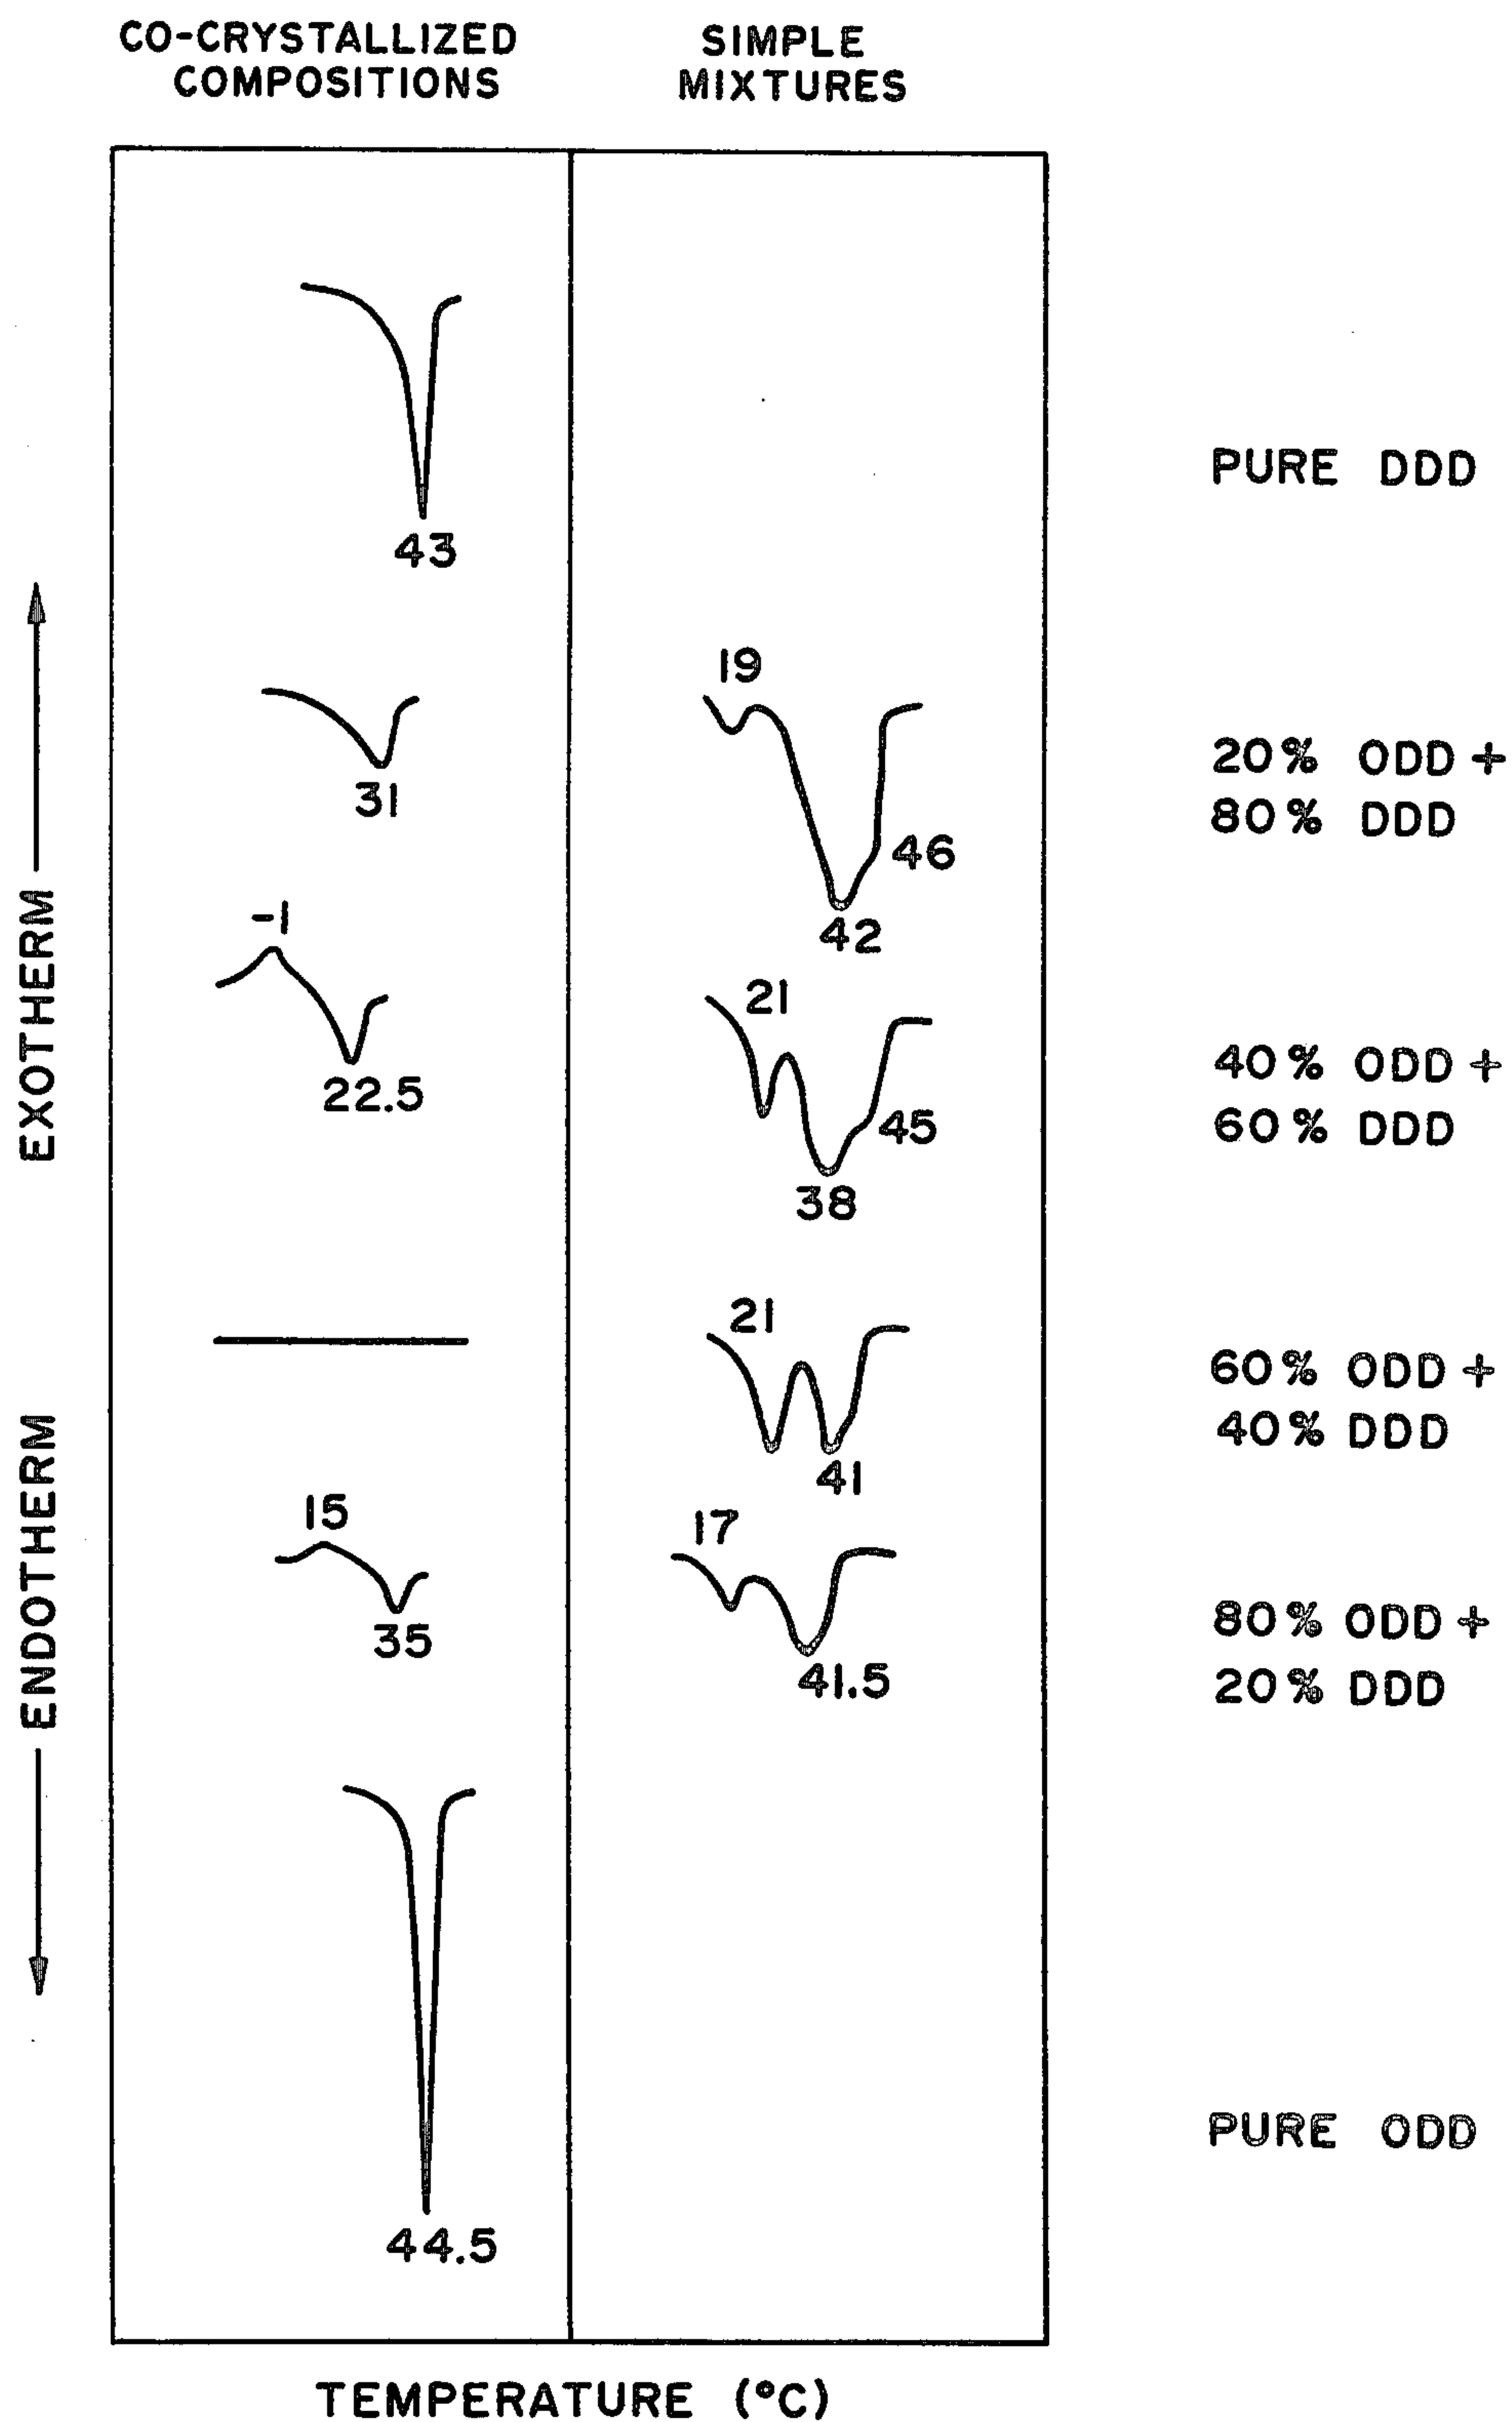 CO-CRYSTALLIZED
COMPOSITIONS
SIMPLE
MIXTURES
43
PURE DDD
19
31
46
42
20% ODD +
80% DDD
-1
22.5
21
45
38
40% ODD +
60% DDD
21
41
60% ODD +
40% DDD
15
35
17
41.5
80% ODD +
20% DDD
44.5
PURE ODD
EXOTHERM
ENDOTHERM
TEMPERATURE (°C)